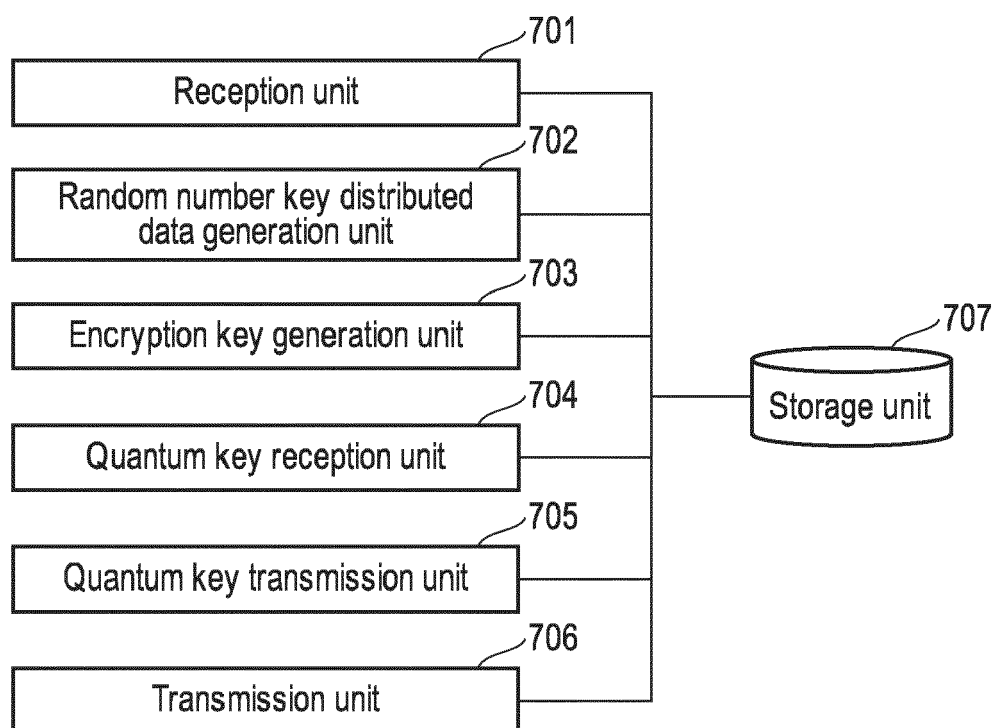 701
Reception unit
702
Random number key distributed
data generation unit
703
Encryption key generation unit
707
Storage unit
704
Quantum key reception unit
705
Quantum key transmission unit
706
Transmission unit